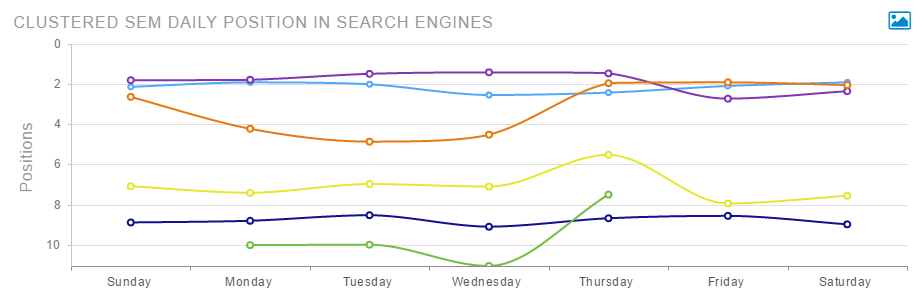 CLUSTERED SEM DAILY POSITION IN SEARCH ENGINES
0
2
4
6
8
10
Positions
Sunday Monday Tuesday Wednesday Thursday Friday Saturday